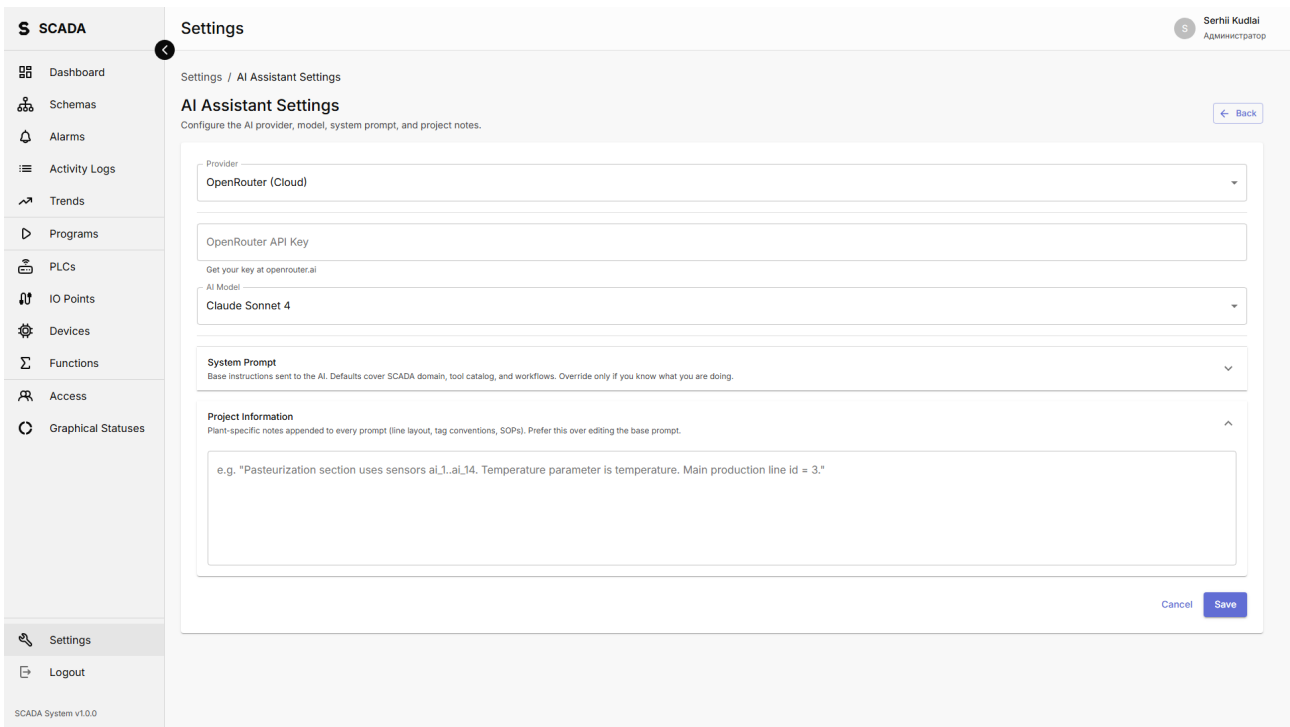 S SCADA
Settings
S
Serhii Kudlai
Администратор
Dashboard
Schemas
Alarms
Activity Logs
Trends
Programs
PLCs
IO Points
Devices
Functions
Access
Graphical Statuses
Settings
Logout
SCADA System v1.0.0
Settings / AI Assistant Settings
AI Assistant Settings
Configure the AI provider, model, system prompt, and project notes.
Back
Provider
OpenRouter (Cloud)
OpenRouter API Key
Get your key at openrouter.ai
AI Model
Claude Sonnet 4
System Prompt
Base instructions sent to the AI. Defaults cover SCADA domain, tool catalog, and workflows. Override only if you know what you are doing.
Project Information
Plant-specific notes appended to every prompt (line layout, tag conventions, SOPs). Prefer this over editing the base prompt.
e.g. "Pasteurization section uses sensors ai_1..ai_14. Temperature parameter is temperature. Main production line id = 3."
Cancel
Save